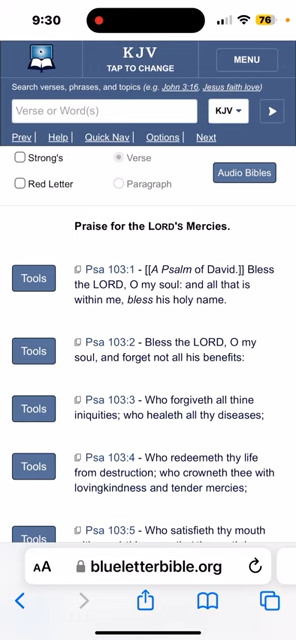 9:30
76
KJV
TAP TO CHANGE
MENU
Search verses, phrases, and topics (e.g. John 3:16, Jesus faith love)
Verse or Word(s)
KJV
Prev | Help | Quick Nav | Options | Next
Strong's
Verse
Audio Bibles
Red Letter
Paragraph
Praise for the LORD'S Mercies.
Tools
Psa 103:1 - [[A Psalm of David.]] Bless
the LORD, O my soul: and all that is
within me, bless his holy name.
Tools
Psa 103:2 - Bless the LORD, O my
soul, and forget not all his benefits:
Tools
Psa 103:3 - Who forgiveth all thine
iniquities; who healeth all thy diseases;
Tools
Psa 103:4 - Who redeemeth thy life
from destruction; who crowneth thee with
lovingkindness and tender mercies;
Tools
Psa 103:5 - Who satisfieth thy mouth
AA
blueletterbible.org